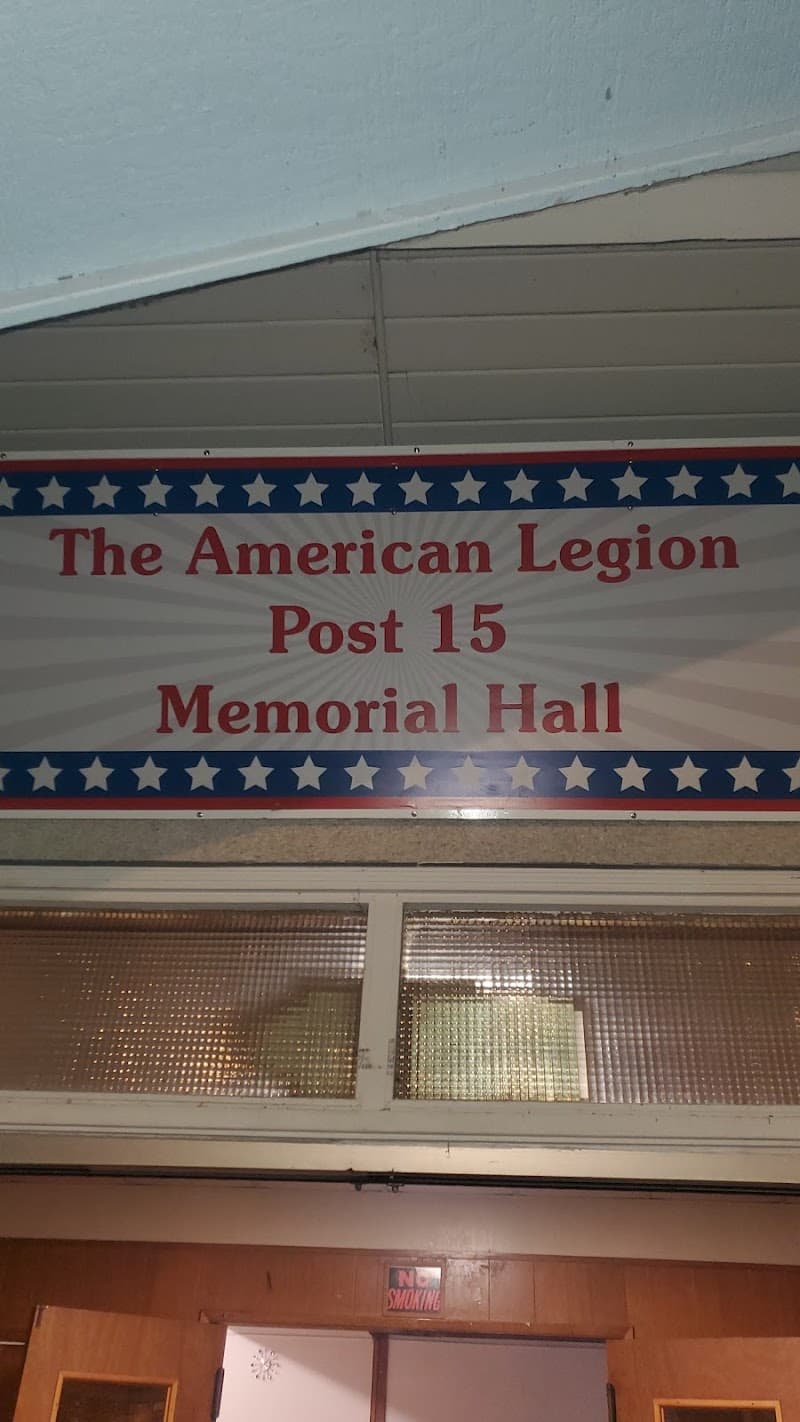 The American Legion
Post 15
Memorial Hall
NO
SMOKING